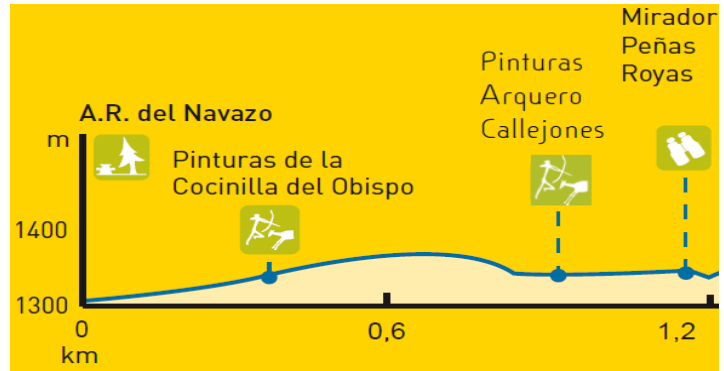 Mirador
Peñas
Royas
Pinturas
Arquero
Callejones
A.R. del Navazo
m
Pinturas de la
Cocinilla del Obispo
1400
1300
0
0,6
1,2
km